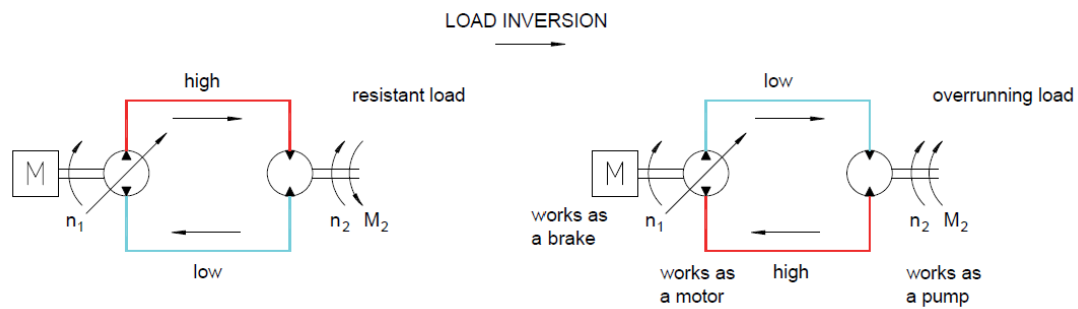 LOAD INVERSION
high
resistant load
M
n1
n2 M2
low
low
overrunning load
M
n1
n2 M2
works as
a brake
high
works as
a motor
works as
a pump